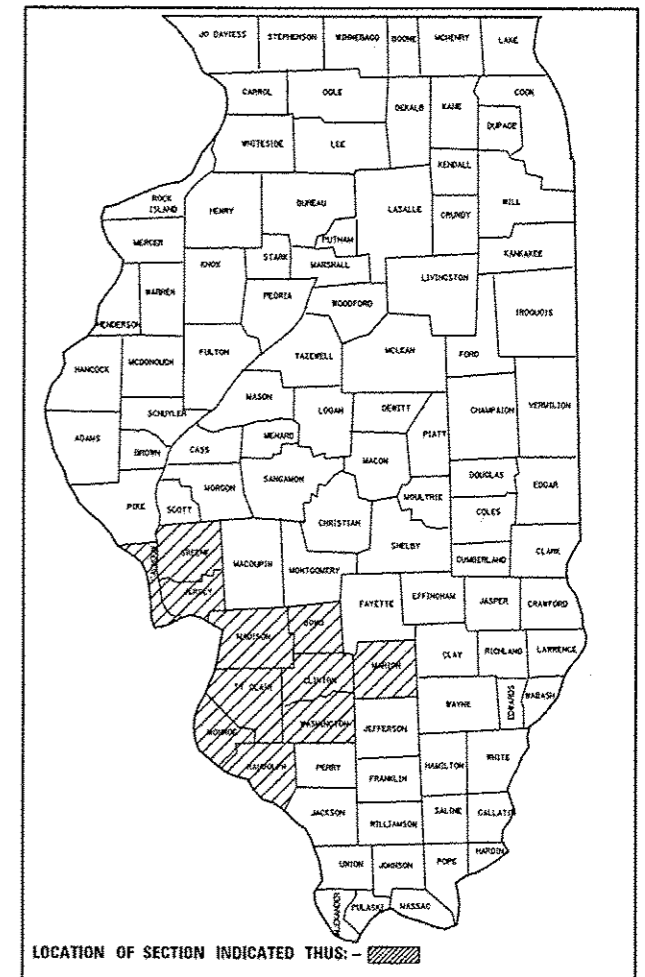 JO DAVIESS STEPHENSON WINNEBAGO BOONE MCHENRY LAKE
CARROL OGLE DEKALB KANE COOK
DUPAGE
WHITESIDE LEE
KENDALL
ROCK ISLAND HENRY BUREAU LASALLE GRUNDY WILL
MERCER PUTNAM
KNOX STARK MARSHALL KANKAKEE
LIVINGSTON
WARREN PEORIA WOODFORD IROQUOIS
HENDERSON
FULTON TAZEWELL MCLEAN FORD
HANCOCK MCDONOUGH
MASON
SCHUYLER LOGAN DEWITT CHAMPAION VERMILION
ADAMS MENARD PIATT
BROWN CASS MACON
SANGAMON DOUGLAS EDGAR
PIKE SCOTT MORGON MOULTRIE COLES
CHRISTIAN
GREENE MACOUPIN SHELBY CUMBERLAND CLARK
MONTGOMERY
JERSEY FAYETTE EFFINGHAM JASPER CRAWFORD
MADISON BOND
CLINTON MARION CLAY RICHLAND LAWRENCE
ST CLAIR
WASHINGTON WAYNE EDWARDS WABASH
MONROE JEFFERSON
RANDOLPH PERRY HAMILTON WHITE
FRANKLIN
JACKSON SALINE
WILLIAMSON
UNION JOHNSON POPE HARDIN
ALEXANDER PULASKI MASSAC
LOCATION OF SECTION INDICATED THUS: -